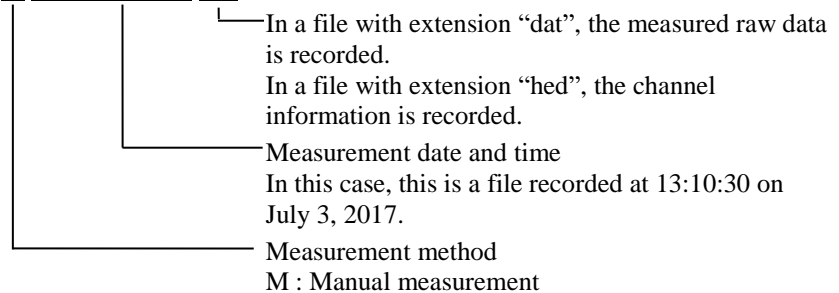 In a file with extension “dat”, the measured raw data
is recorded.
In a file with extension “hed”, the channel
information is recorded.
Measurement date and time
In this case, this is a file recorded at 13:10:30 on
July 3, 2017.
Measurement method
M : Manual measurement